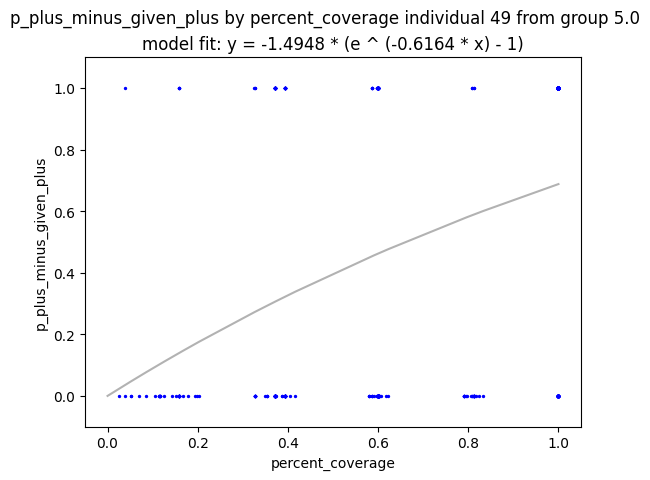 p_plus_minus_given_plus by percent_coverage individual 49 from group 5.0
model fit: y = -1.4948 * (e ^ (-0.6164 * x) - 1)
1.0
0.8
0.6
0.4
0.2
0.0
p_plus_minus_given_plus
0.0 0.2 0.4 0.6 0.8 1.0
percent_coverage